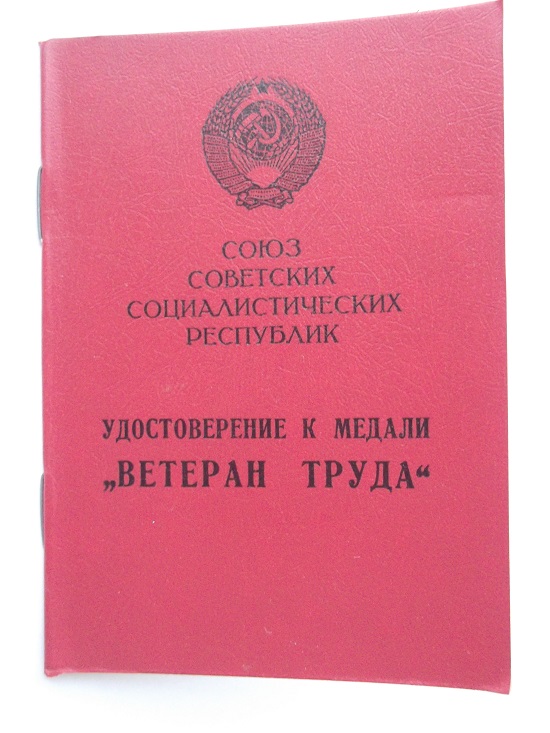 СОЮЗ
СОВЕТСКИХ
СОЦИАЛИСТИЧЕСКИХ
РЕСПУБЛИК
УДОСТОВЕРЕНИЕ К МЕДАЛИ
„ВЕТЕРАН ТРУДА“